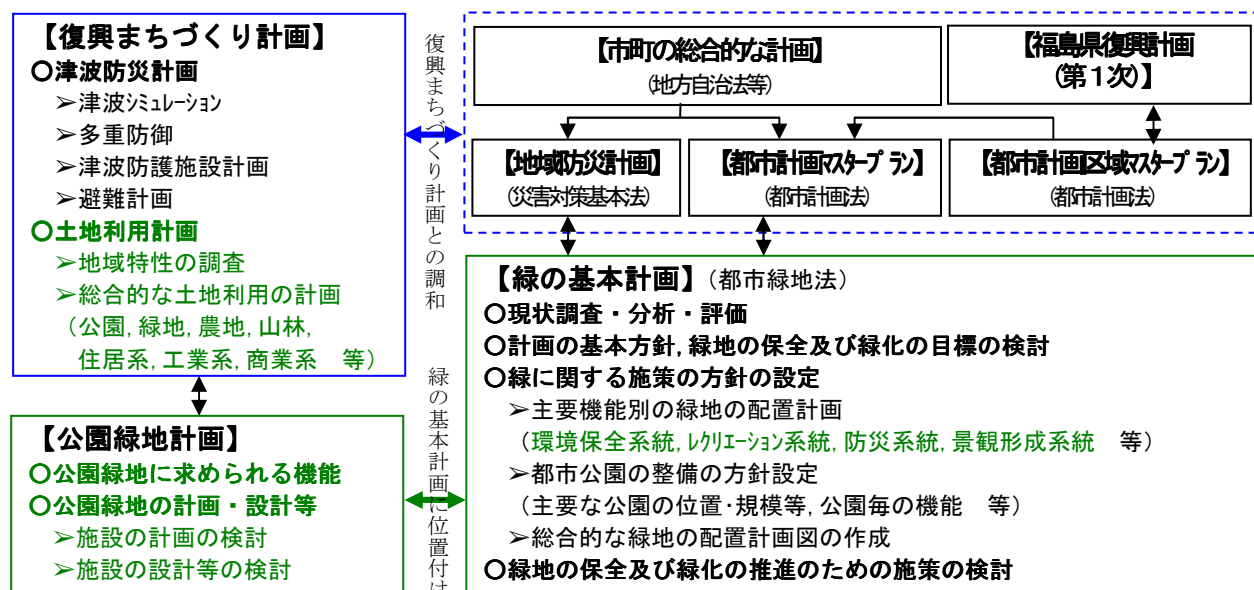 【復興まちづくり計画】
○津波防災計画
➢津波ｼﾐｭﾚｰｼｮﾝ
➢多重防御
➢津波防護施設計画
➢避難計画
○土地利用計画
➢地域特性の調査
➢総合的な土地利用の計画
（公園, 緑地, 農地, 山林,
住居系, 工業系, 商業系　等）
【公園緑地計画】
○公園緑地に求められる機能
○公園緑地の計画・設計等
➢施設の計画の検討
➢施設の設計等の検討
復興まちづくり計画との調和
緑の基本計画に位置付け
【市町の総合的な計画】
(地方自治法等)
【福島県復興計画
(第１次)】
【地域防災計画】
(災害対策基本法)
【都市計画ﾏｽﾀｰﾌﾟﾗﾝ】
(都市計画法)
【都市計画区域ﾏｽﾀｰﾌﾟﾗﾝ】
(都市計画法)
【緑の基本計画】(都市緑地法)
○現状調査・分析・評価
○計画の基本方針, 緑地の保全及び緑化の目標の検討
○緑に関する施策の方針の設定
➢主要機能別の緑地の配置計画
（環境保全系統, ﾚｸﾘｴｰｼｮﾝ系統, 防災系統, 景観形成系統　等）
➢都市公園の整備の方針設定
（主要な公園の位置･規模等, 公園毎の機能　等）
➢総合的な緑地の配置計画図の作成
○緑地の保全及び緑化の推進のための施策の検討